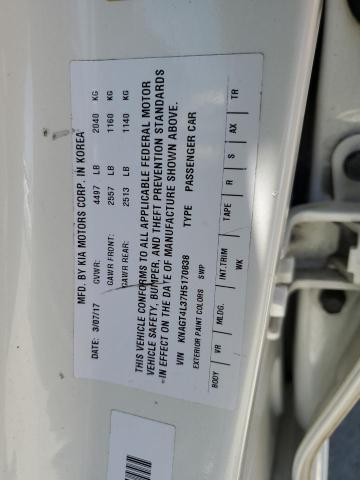 MFD. BY KIA MOTORS CORP. IN KOREA
DATE: 3/07/17 GVWR: 4497 LB 2040 KG
GAWR FRONT: 2557 LB 1160 KG
GAWR REAR: 2513 LB 1140 KG
THIS VEHICLE CONFORMS TO ALL APPLICABLE FEDERAL MOTOR
VEHICLE SAFETY, BUMPER, AND THEFT PREVENTION STANDARDS
IN EFFECT ON THE DATE OF MANUFACTURE SHOWN ABOVE.
VIN KNAGT4L37H5170838 TYPE PASSENGER CAR
EXTERIOR PAINT COLORS SWP
BODY VR MLDG. INT.TRIM TAPE R S AX TR
WK